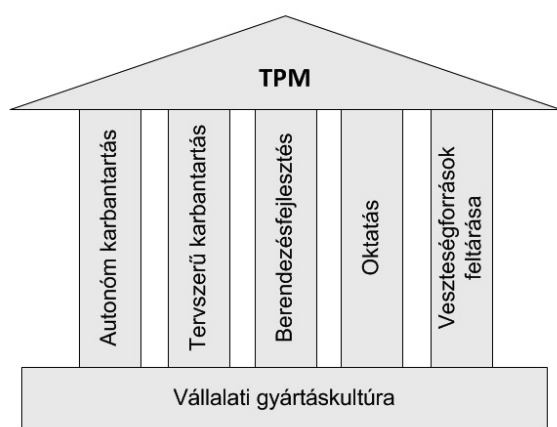 TPM
Autonóm karbantartás
Tervszerű karbantartás
Berendezésfejlesztés
Oktatás
Veszteségforrások
feltárása
Vállalati gyártáskultúra